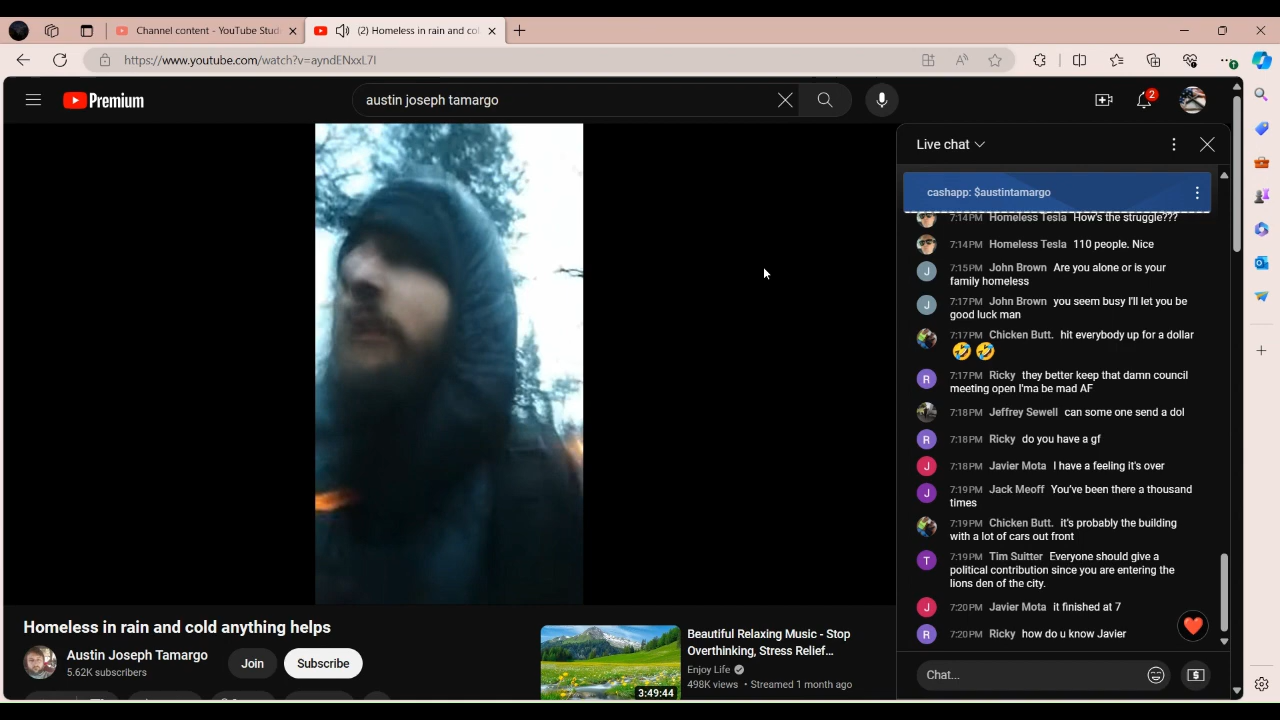 Channel content - YouTube Stud
(2) Homeless in rain and co
https://www.youtube.com/watch?v=ayndENxxL7I
Premium
austin joseph tamargo
2
Live chat
cashapp: $austintamargo
7:14PM Homeless Tesla How's the struggle???
7:14PM Homeless Tesla 110 people. Nice
J 7:15PM John Brown Are you alone or is your
family homeless
J 7:17PM John Brown you seem busy I'll let you be
good luck man
7:17PM Chicken Butt. hit everybody up for a dollar
🤣 🤣
R 7:17PM Ricky they better keep that damn council
meeting open I'ma be mad AF
7:18PM Jeffrey Sewell can some one send a dol
R 7:18PM Ricky do you have a gf
J 7:18PM Javier Mota I have a feeling it's over
J 7:19PM Jack Meoff You've been there a thousand
times
7:19PM Chicken Butt. it's probably the building
with a lot of cars out front
T 7:19PM Tim Suitter Everyone should give a
political contribution since you are entering the
lions den of the city.
J 7:20PM Javier Mota it finished at 7
R 7:20PM Ricky how do u know Javier
Chat...
Homeless in rain and cold anything helps
Austin Joseph Tamargo
5.62K subscribers
Join
Subscribe
3:49:44
Beautiful Relaxing Music - Stop
Overthinking, Stress Relief...
Enjoy Life
498K views • Streamed 1 month ago